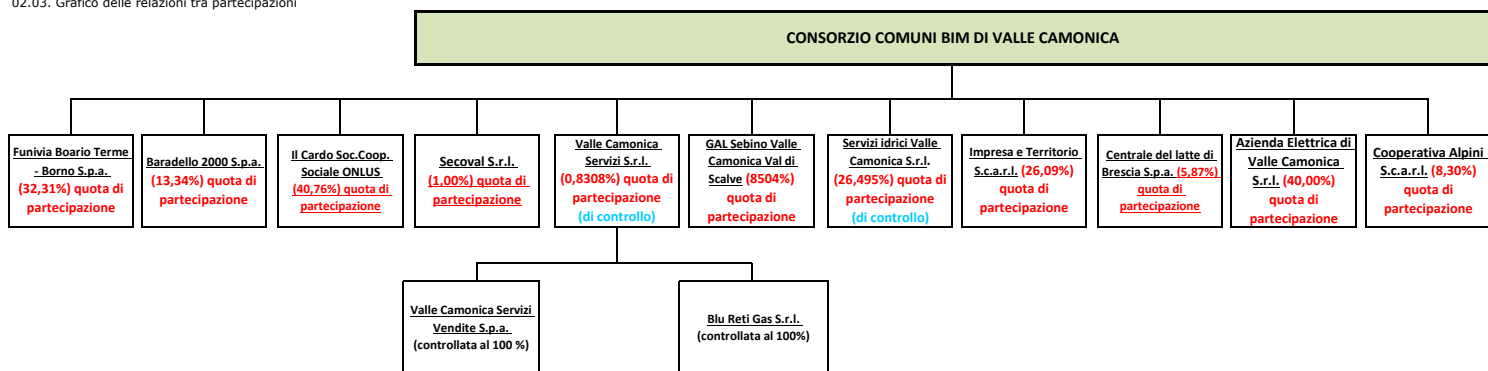 02.03. Grafico delle relazioni tra partecipazioni
CONSORZIO COMUNI BIM DI VALLE CAMONICA
Funivia Boario Terme
- Borno S.p.a.
(32,31%) quota di
partecipazione
Baradello 2000 S.p.a.
(13,34%) quota di
partecipazione
Il Cardo Soc.Coop.
Sociale ONLUS
(40,76%) quota di
partecipazione
Secoval S.r.l.
(1,00%) quota di
partecipazione
Valle Camonica
Servizi S.r.l.
(0,8308%) quota di
partecipazione
(di controllo)
GAL Sebino Valle
Camonica Val di
Scalve (8504%)
quota di
partecipazione
Servizi idrici Valle
Camonica S.r.l.
(26,495%) quota di
partecipazione
(di controllo)
Impresa e Territorio
S.c.a.r.l. (26,09%)
quota di
partecipazione
Centrale del latte di
Brescia S.p.a. (5,87%)
quota di
partecipazione
Azienda Elettrica di
Valle Camonica
S.r.l. (40,00%)
quota di
partecipazione
Cooperativa Alpini
S.c.a.r.l. (8,30%)
quota di
partecipazione
Valle Camonica Servizi
Vendite S.p.a.
(controllata al 100 %)
Blu Reti Gas S.r.l.
(controllata al 100%)